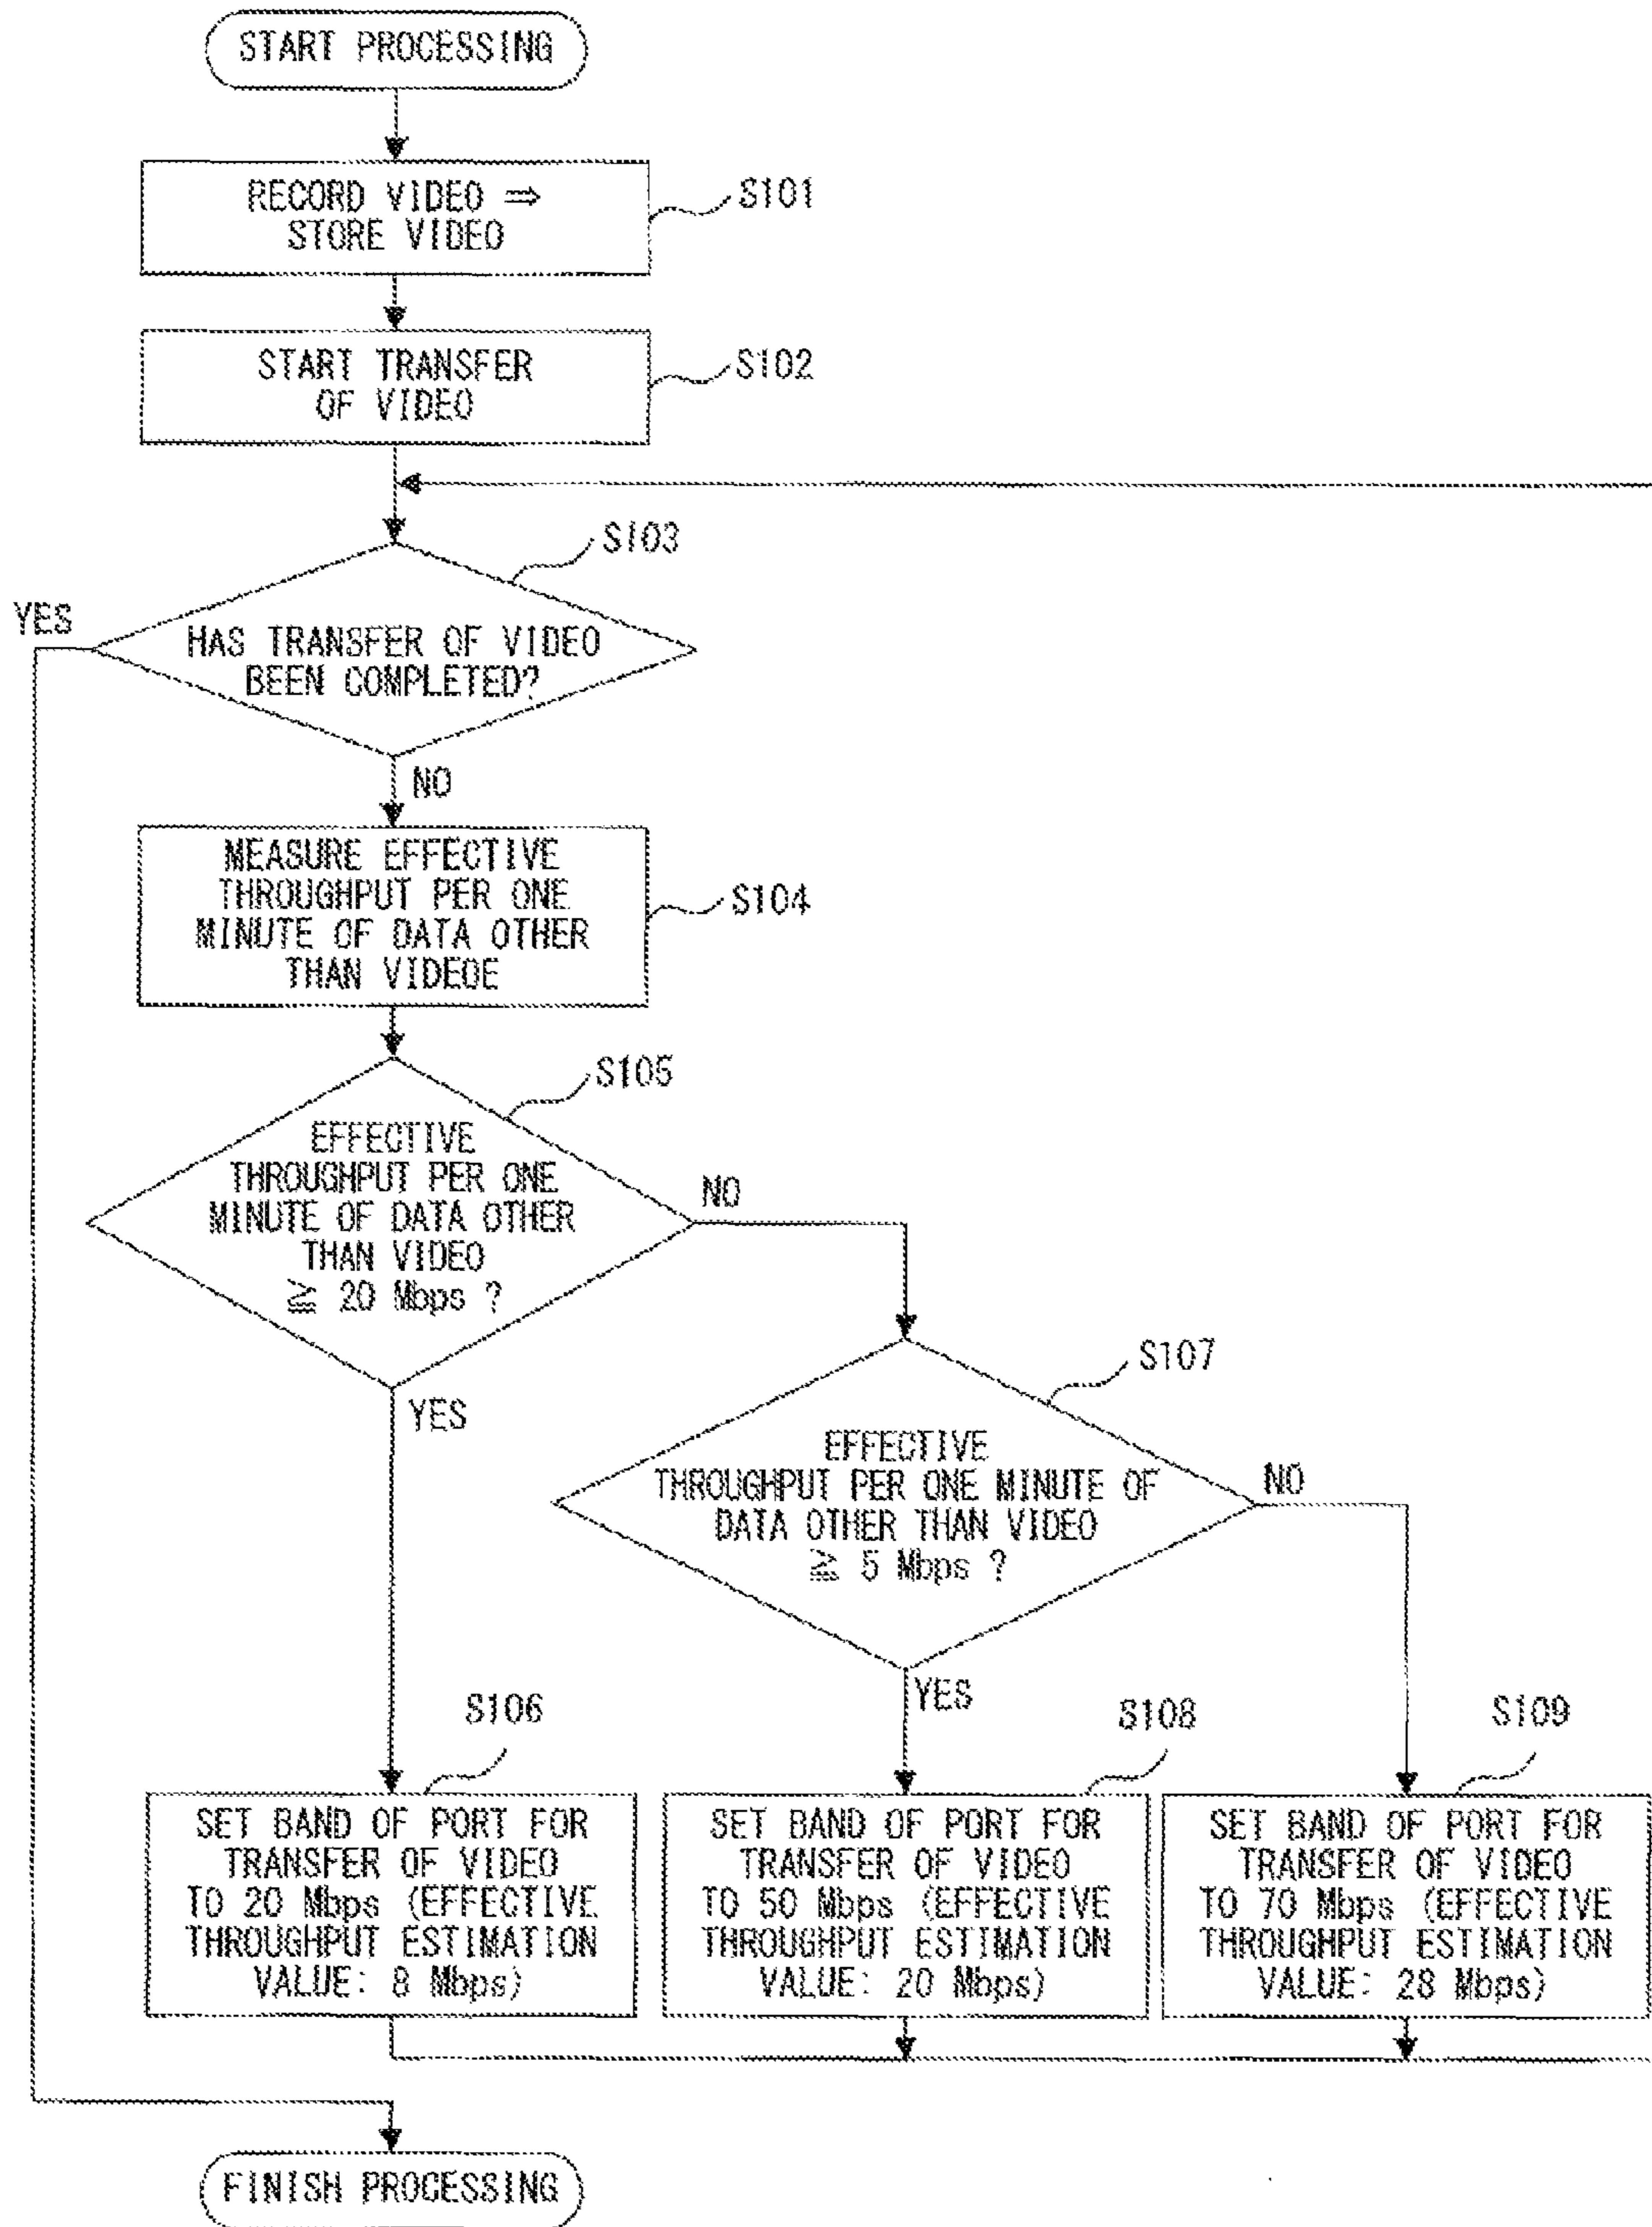 START PROCESSING
RECORD VIDEO ⇒
STORE VIDEO
S101
START TRANSFER
OF VIDEO
S102
S103
YES
HAS TRANSFER OF VIDEO
BEEN COMPLETED?
NO
MEASURE EFFECTIVE
THROUGHPUT PER ONE
MINUTE OF DATA OTHER
THAN VIDEOE
S104
S105
EFFECTIVE
THROUGHPUT PER ONE
MINUTE OF DATA OTHER
THAN VIDEO
≧ 20 Mbps ?
NO
YES
S107
EFFECTIVE
THROUGHPUT PER ONE MINUTE OF
DATA OTHER THAN VIDEO
≧ 5 Mbps ?
NO
YES
S106
S108
S109
SET BAND OF PORT FOR
TRANSFER OF VIDEO
TO 20 Mbps (EFFECTIVE
THROUGHPUT ESTIMATION
VALUE: 8 Mbps)
SET BAND OF PORT FOR
TRANSFER OF VIDEO
TO 50 Mbps (EFFECTIVE
THROUGHPUT ESTIMATION
VALUE: 20 Mbps)
SET BAND OF PORT FOR
TRANSFER OF VIDEO
TO 70 Mbps (EFFECTIVE
THROUGHPUT ESTIMATION
VALUE: 28 Mbps)
FINISH PROCESSING